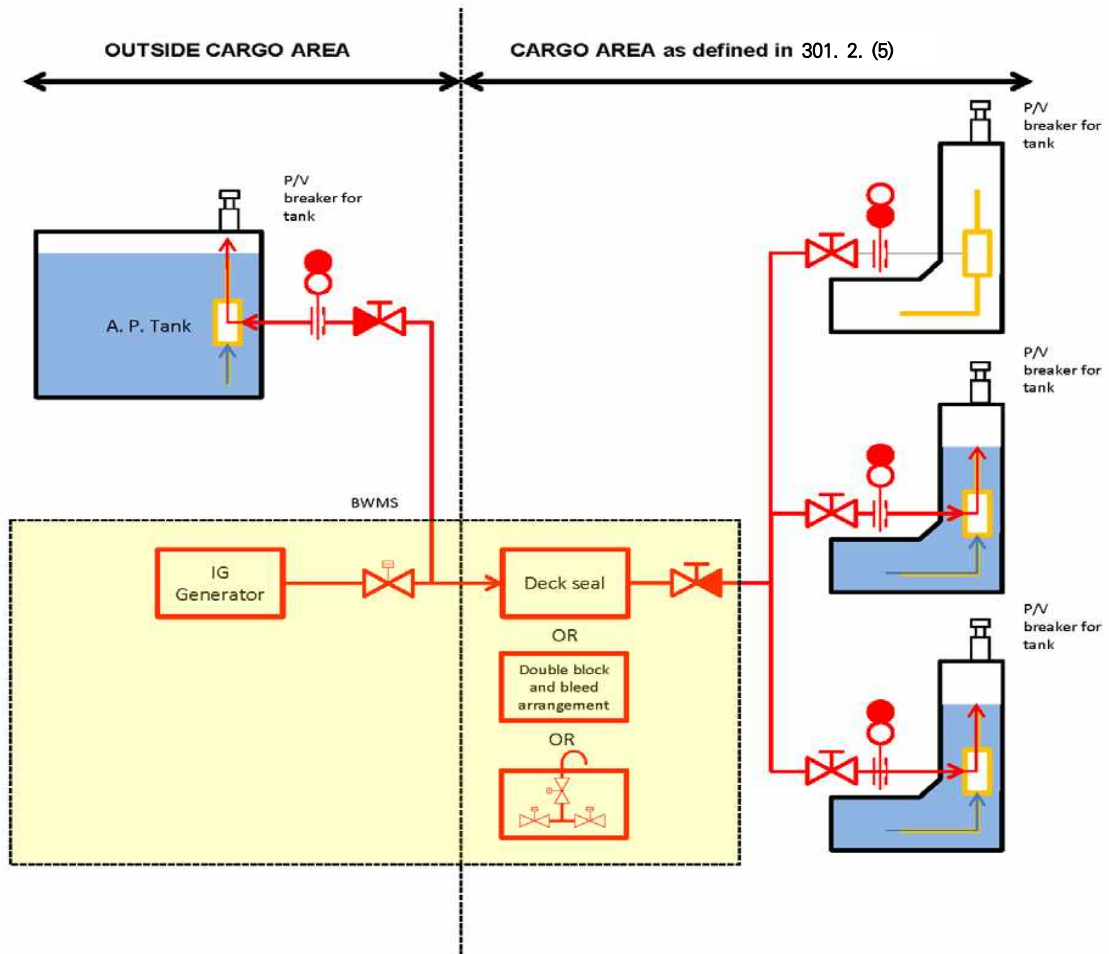 OUTSIDE CARGO AREA
CARGO AREA as defined in 301. 2. (5)
P/V
breaker for
tank
P/V
breaker for
tank
A. P. Tank
P/V
breaker for
tank
BWMS
IG
Generator
Deck seal
OR
Double block
and bleed
arrangement
OR
P/V
breaker for
tank